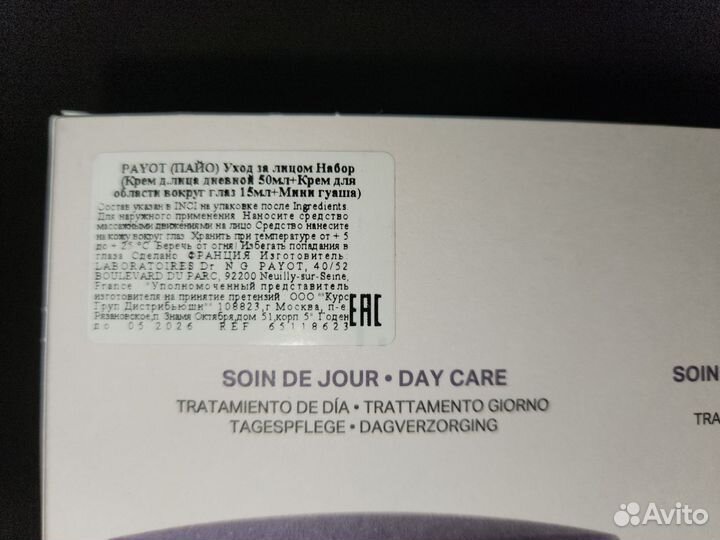 PAYOT (ПАЙО) Уход за лицом Набор
(Крем д.лица дневной 50мл+Крем для
области вокруг глаз 15мл+Мини гуаша)
Состав указан в INCI на упаковке после Ingredients.
Для наружного применения Наносите средство
массажными движениями на лицо Средство нанесите
на кожу вокруг глаз Хранить при температуре от + 5
до + 25 °C Беречь от огня! Избегать попадания в
глаза Сделано ФРАНЦИЯ Изготовитель:
LABORATOIRES Dr N G PAYOT, 40/52
BOULEVARD DU PARC, 92200 Neuilly-sur-Seine,
France "Уполномоченный представитель
изготовителя на принятие претензий ООО "Курс
Груп Дистрибьюшн" 108823,г Москва, п-е
Рязановское,п Знамя Октября,дом 51,корп 5" Годен
до 05 2026 REF 65118623
EAC
SOIN DE JOUR • DAY CARE
TRATAMIENTO DE DÍA • TRATTAMENTO GIORNO
TAGESPFLEGE • DAGVERZORGING
SOIN
TRA
Avito